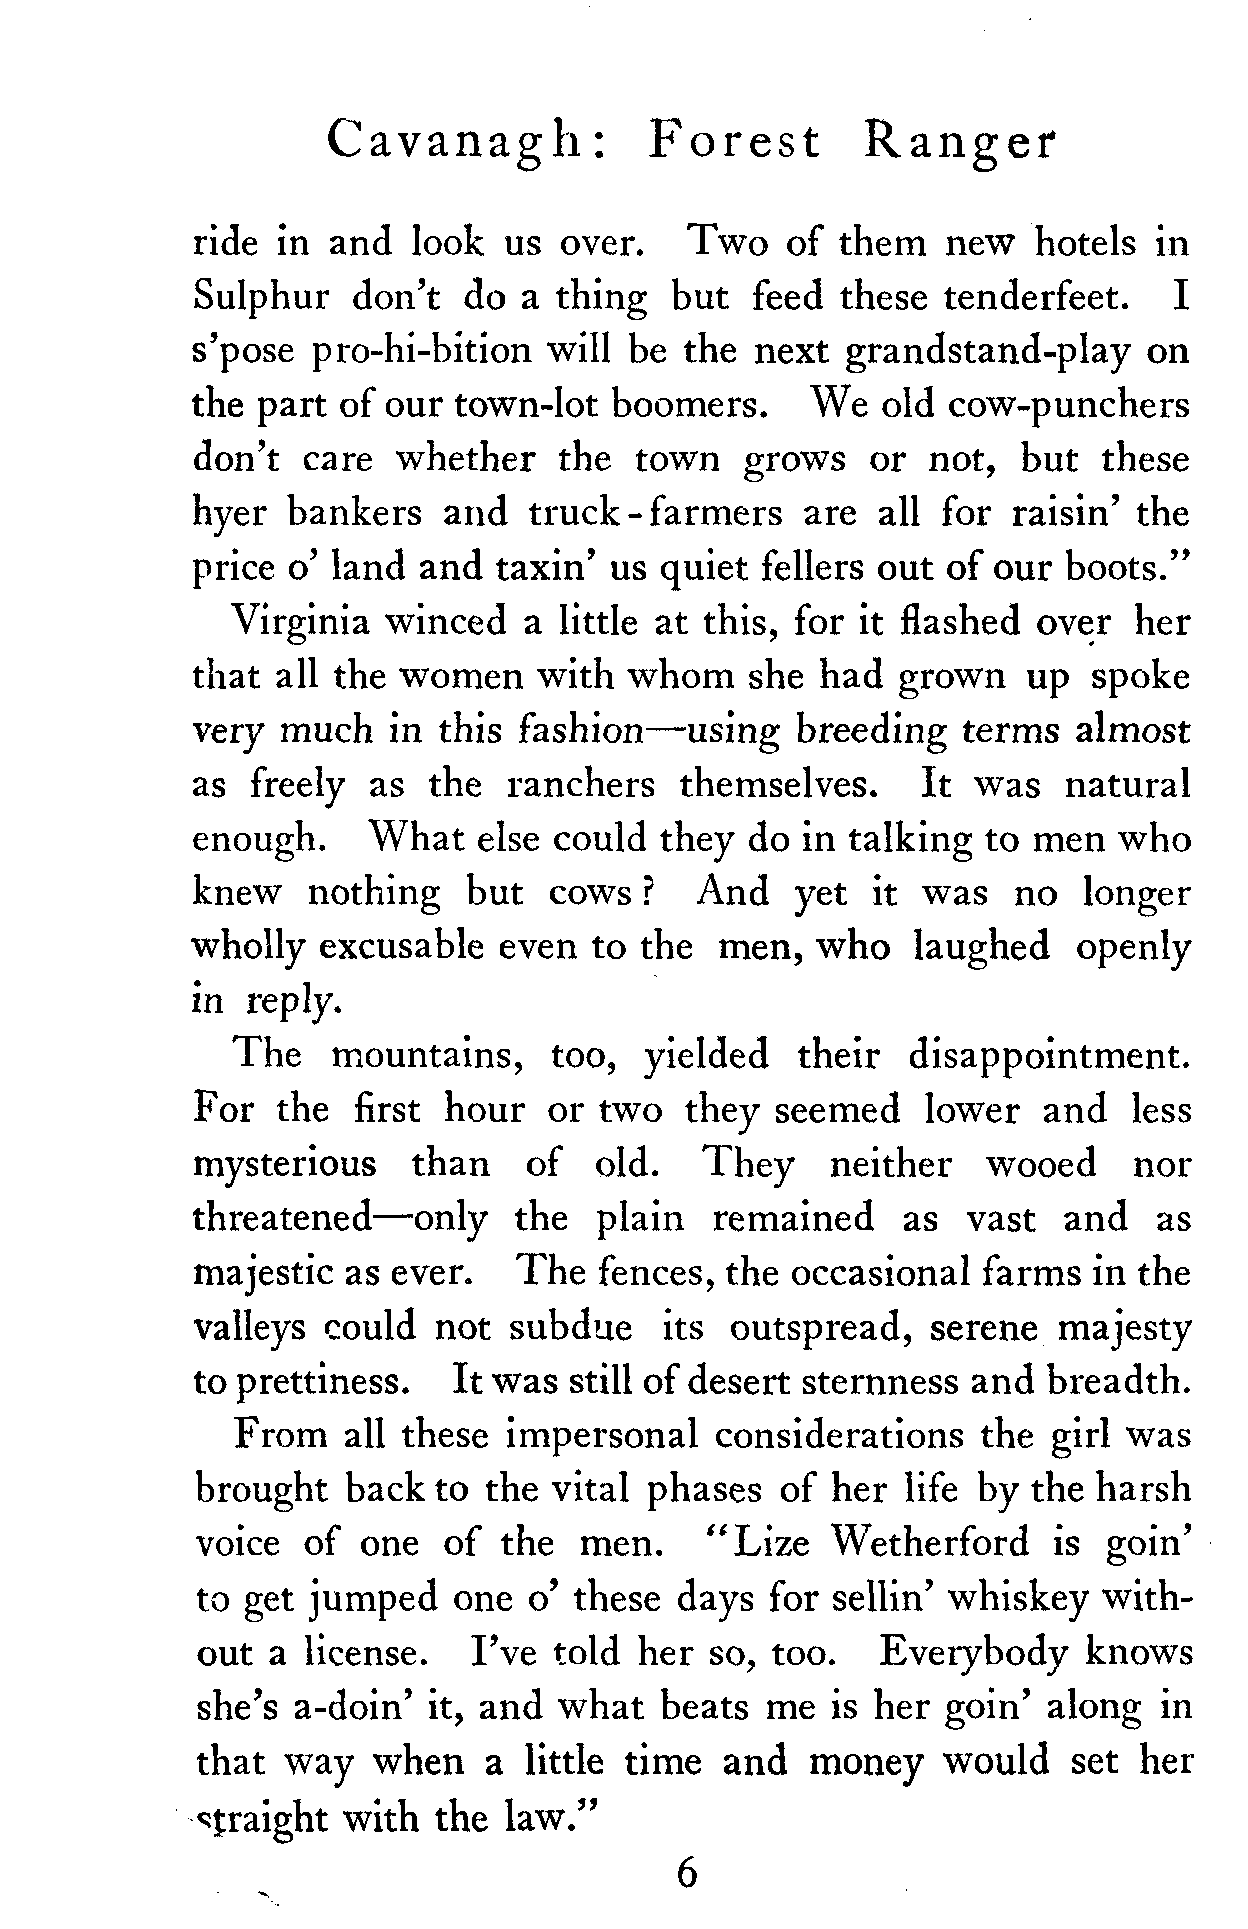 Cavanagh: Forest Ranger
ride in and look us over. Two of them new hotels in
Sulphur don't do a thing but feed these tenderfeet. I
s'pose pro-hi-bition will be the next grandstand-play on
the part of our town-lot boomers. We old cow-punchers
don't care whether the town grows or not, but these
hyer bankers and truck-farmers are all for raisin' the
price o' land and taxin' us quiet fellers out of our boots."
Virginia winced a little at this, for it flashed over her
that all the women with whom she had grown up spoke
very much in this fashion—using breeding terms almost
as freely as the ranchers themselves. It was natural
enough. What else could they do in talking to men who
knew nothing but cows? And yet it was no longer
wholly excusable even to the men, who laughed openly
in reply.
The mountains, too, yielded their disappointment.
For the first hour or two they seemed lower and less
mysterious than of old. They neither wooed nor
threatened—only the plain remained as vast and as
majestic as ever. The fences, the occasional farms in the
valleys could not subdue its outspread, serene majesty
to prettiness. It was still of desert sternness and breadth.
From all these impersonal considerations the girl was
brought back to the vital phases of her life by the harsh
voice of one of the men. "Lize Wetherford is goin'
to get jumped one o' these days for sellin' whiskey with-
out a license. I've told her so, too. Everybody knows
she's a-doin' it, and what beats me is her goin' along in
that way when a little time and money would set her
straight with the law."
6